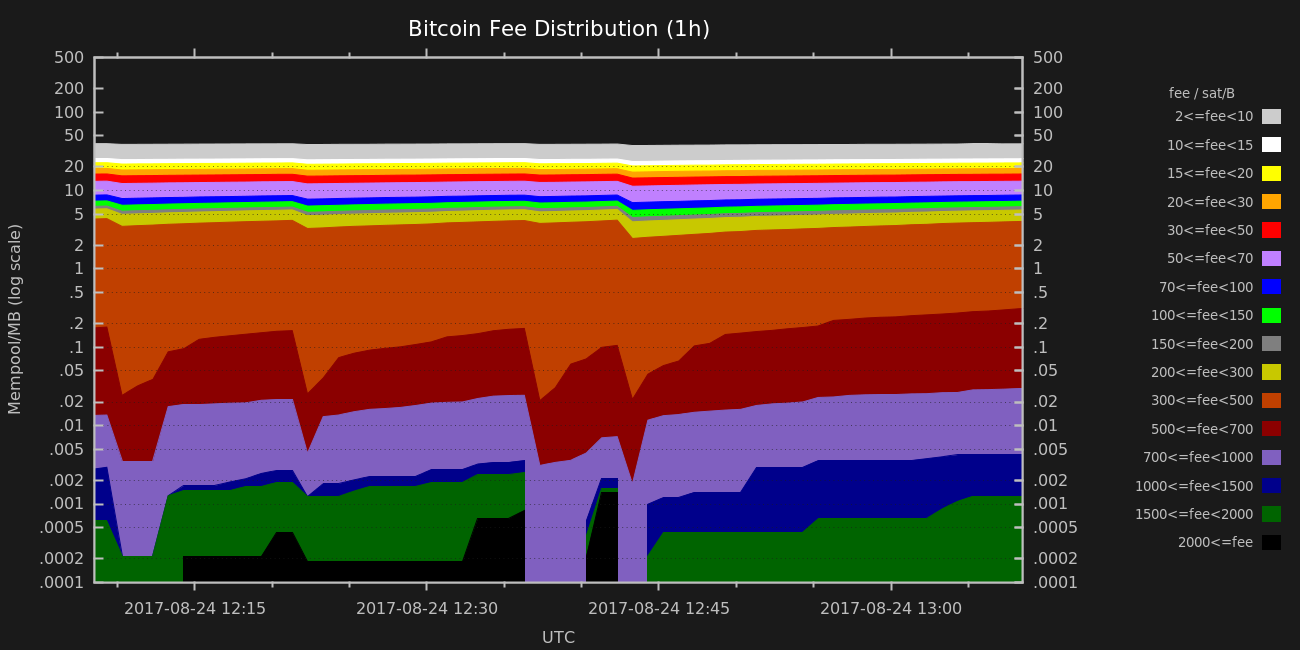 Bitcoin Fee Distribution (1h)
Mempool/MB (log scale)
500
200
100
50
20
10
5
2
1
.5
.2
.1
.05
.02
.01
.005
.002
.001
.0005
.0002
.0001
500
200
100
50
20
10
5
2
1
.5
.2
.1
.05
.02
.01
.005
.002
.001
.0005
.0002
.0001
fee / sat/B
2<=fee<10
10<=fee<15
15<=fee<20
20<=fee<30
30<=fee<50
50<=fee<70
70<=fee<100
100<=fee<150
150<=fee<200
200<=fee<300
300<=fee<500
500<=fee<700
700<=fee<1000
1000<=fee<1500
1500<=fee<2000
2000<=fee
2017-08-24 12:15 2017-08-24 12:30 2017-08-24 12:45 2017-08-24 13:00
UTC